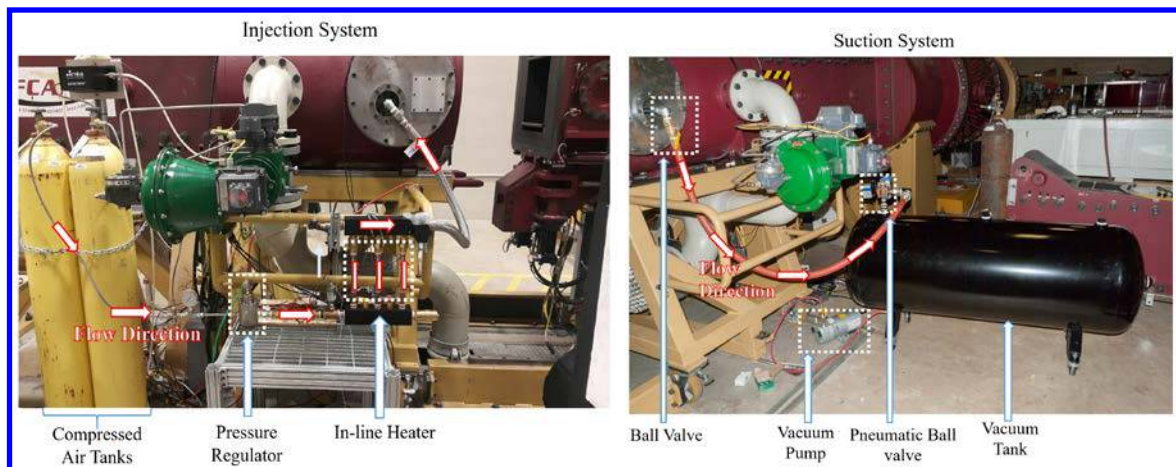 Injection System
Suction System
FCA
Flow Direction
Flow
Direction
Compressed
Air Tanks
Pressure
Regulator
In-line Heater
Ball Valve
Vacuum
Pump
Pneumatic Ball
valve
Vacuum
Tank